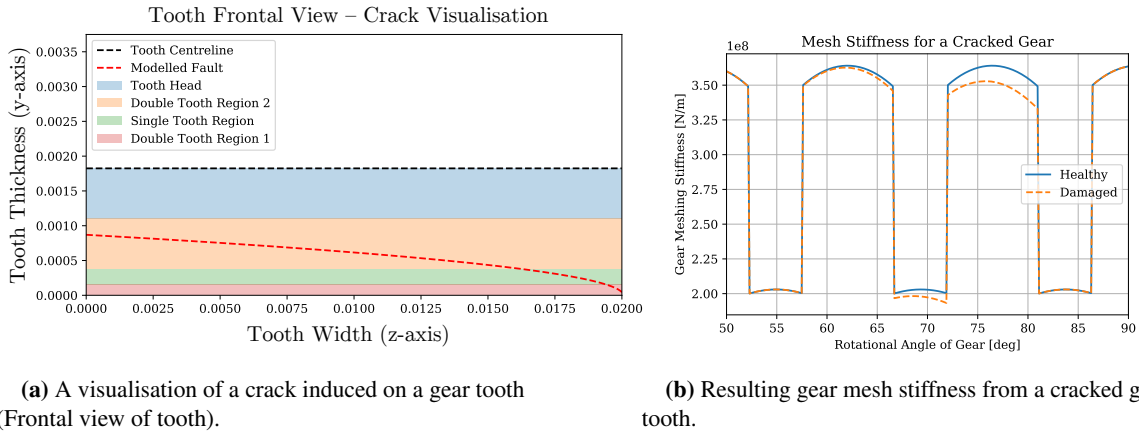 Tooth Frontal View – Crack Visualisation
Tooth Thickness (y-axis)
0.0035
0.0030
0.0025
0.0020
0.0015
0.0010
0.0005
0.0000
Tooth Centreline
Modelled Fault
Tooth Head
Double Tooth Region 2
Single Tooth Region
Double Tooth Region 1
0.0000 0.0025 0.0050 0.0075 0.0100 0.0125 0.0150 0.0175 0.0200
Tooth Width (z-axis)
(a) A visualisation of a crack induced on a gear tooth
(Frontal view of tooth).
Mesh Stiffness for a Cracked Gear
1e8
Gear Meshing Stiffness [N/m]
3.50
3.25
3.00
2.75
2.50
2.25
2.00
Healthy
Damaged
50 55 60 65 70 75 80 85 90
Rotational Angle of Gear [deg]
(b) Resulting gear mesh stiffness from a cracked g
tooth.